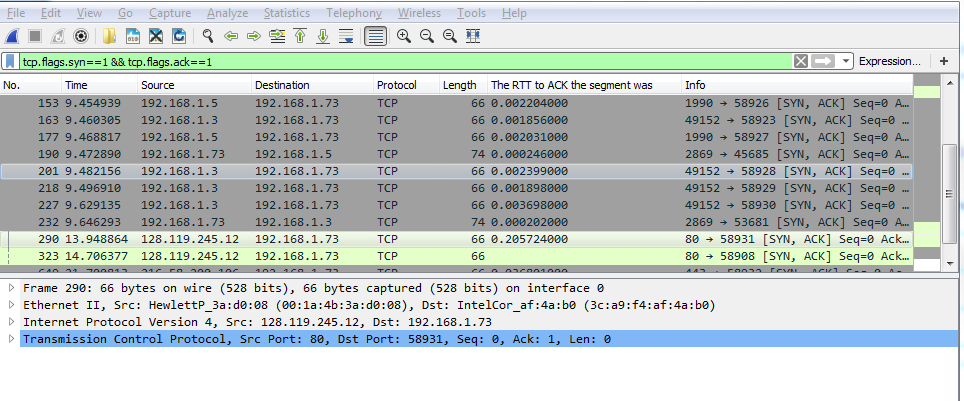 File Edit View Go Capture Analyze Statistics Telephony Wireless Tools Help
tcp.flags.syn==1 && tcp.flags.ack==1 Expression... +
No. Time Source Destination Protocol Length The RTT to ACK the segment was Info
153 9.454939 192.168.1.5 192.168.1.73 TCP 66 0.002204000 1990 → 58926 [SYN, ACK] Seq=0 A…
163 9.460305 192.168.1.3 192.168.1.73 TCP 66 0.001856000 49152 → 58923 [SYN, ACK] Seq=0 …
177 9.468817 192.168.1.5 192.168.1.73 TCP 66 0.002031000 1990 → 58927 [SYN, ACK] Seq=0 A…
190 9.472890 192.168.1.73 192.168.1.5 TCP 74 0.000246000 2869 → 45685 [SYN, ACK] Seq=0 A…
201 9.482156 192.168.1.3 192.168.1.73 TCP 66 0.002399000 49152 → 58928 [SYN, ACK] Seq=0 …
218 9.496910 192.168.1.3 192.168.1.73 TCP 66 0.001898000 49152 → 58929 [SYN, ACK] Seq=0 …
227 9.629135 192.168.1.3 192.168.1.73 TCP 66 0.003698000 49152 → 58930 [SYN, ACK] Seq=0 …
232 9.646293 192.168.1.73 192.168.1.3 TCP 74 0.000202000 2869 → 53681 [SYN, ACK] Seq=0 A…
290 13.948864 128.119.245.12 192.168.1.73 TCP 66 0.205724000 80 → 58931 [SYN, ACK] Seq=0 Ack…
323 14.706377 128.119.245.12 192.168.1.73 TCP 66 80 → 58908 [SYN, ACK] Seq=0 Ack…
Frame 290: 66 bytes on wire (528 bits), 66 bytes captured (528 bits) on interface 0
Ethernet II, Src: HewlettP_3a:d0:08 (00:1a:4b:3a:d0:08), Dst: IntelCor_af:4a:b0 (3c:a9:f4:af:4a:b0)
Internet Protocol Version 4, Src: 128.119.245.12, Dst: 192.168.1.73
Transmission Control Protocol, Src Port: 80, Dst Port: 58931, Seq: 0, Ack: 1, Len: 0